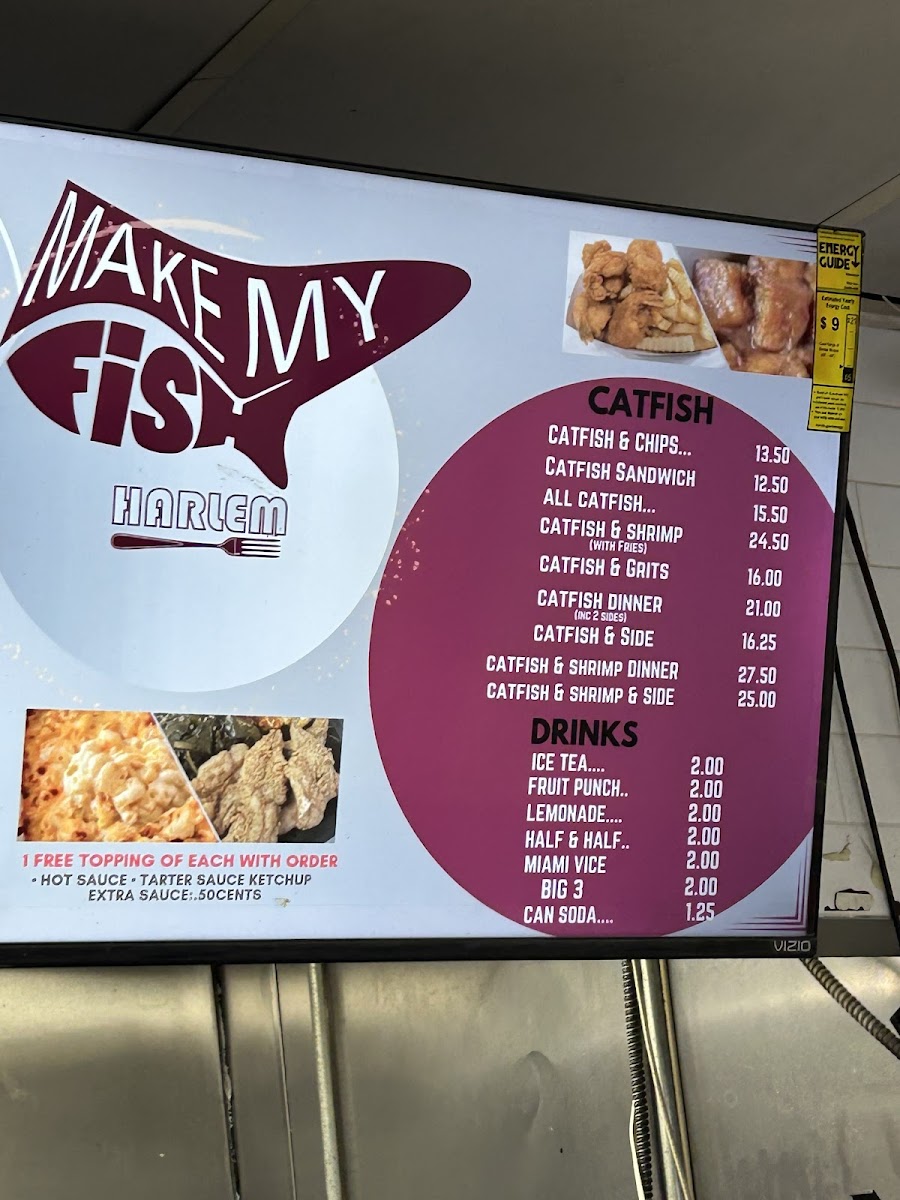 MAKE MY
FiSH
HARLEM
ENERGY
GUIDE
Estimated Yearly
Energy Cost
$ 9
CATFISH
CATFISH & CHIPS... 13.50
CATFISH SANDWICH 12.50
ALL CATFISH... 15.50
CATFISH & SHRIMP 24.50
(WITH FRIES)
CATFISH & GRITS 16.00
CATFISH DINNER 21.00
(INC 2 SIDES)
CATFISH & SIDE 16.25
CATFISH & SHRIMP DINNER 27.50
CATFISH & SHRIMP & SIDE 25.00
DRINKS
ICE TEA.... 2.00
FRUIT PUNCH.. 2.00
LEMONADE.... 2.00
HALF & HALF.. 2.00
MIAMI VICE 2.00
BIG 3 2.00
CAN SODA.... 1.25
1 FREE TOPPING OF EACH WITH ORDER
• HOT SAUCE • TARTER SAUCE KETCHUP
EXTRA SAUCE:.50CENTS
VIZIO